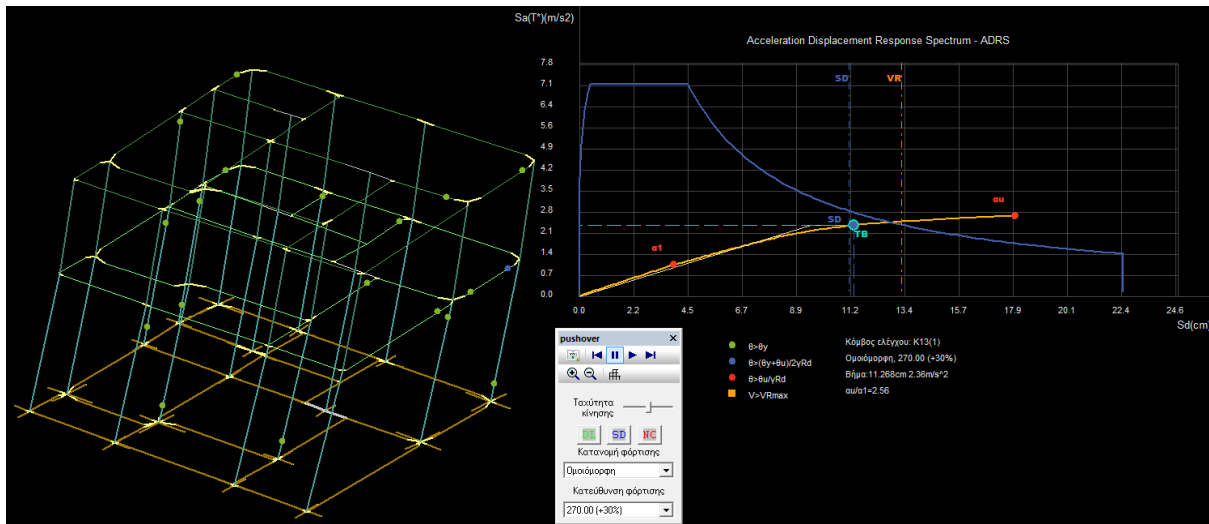 Sa(T*)(m/s2)
Acceleration Displacement Response Spectrum - ADRS
7.8
7.1
6.4
5.6
4.9
4.2
3.5
2.8
2.1
1.4
0.7
0.0
SD
VR
SD
TB
α1
αu
0.0 2.2 4.5 6.7 8.9 11.2 13.4 15.7 17.9 20.1 22.4 24.6
Sd(cm)
θ>θy
θ>(θy+θu)/2γRd
θ>θu/γRd
V>VRmax
Κόμβος ελέγχου: K13(1)
Ομοιόμορφη, 270.00 (+30%)
Βήμα:11.268cm 2.36m/s^2
αu/α1=2.56
pushover
Ταχύτητα
κίνησης
DL SD NC
Κατανομή φόρτισης
Ομοιόμορφη
Κατεύθυνση φόρτισης
270.00 (+30%)